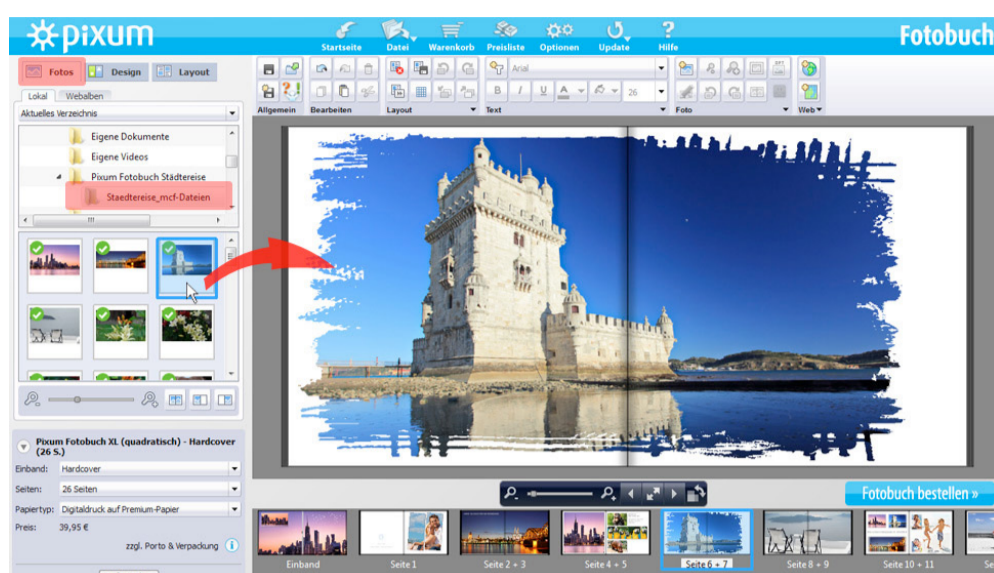 pixum
Startseite
Datei
Warenkorb
Preisliste
Optionen
Update
Hilfe
Fotobuch
Fotos
Design
Layout
Lokal
Webalben
Aktuelles Verzeichnis
Eigene Dokumente
Eigene Videos
Pixum Fotobuch Städtereise
Staedtereise_mcf-Dateien
Arial
B I U A 26
Allgemein
Bearbeiten
Layout
Text
Foto
Web
Pixum Fotobuch XL (quadratisch) - Hardcover
(26 S.)
Einband: Hardcover
Seiten: 26 Seiten
Papiertyp: Digitaldruck auf Premium-Papier
Preis: 39,95 €
zzgl. Porto & Verpackung
Fotobuch bestellen »
Einband
Seite 1
Seite 2 + 3
Seite 4 + 5
Seite 6 + 7
Seite 8 + 9
Seite 10 + 11
Se